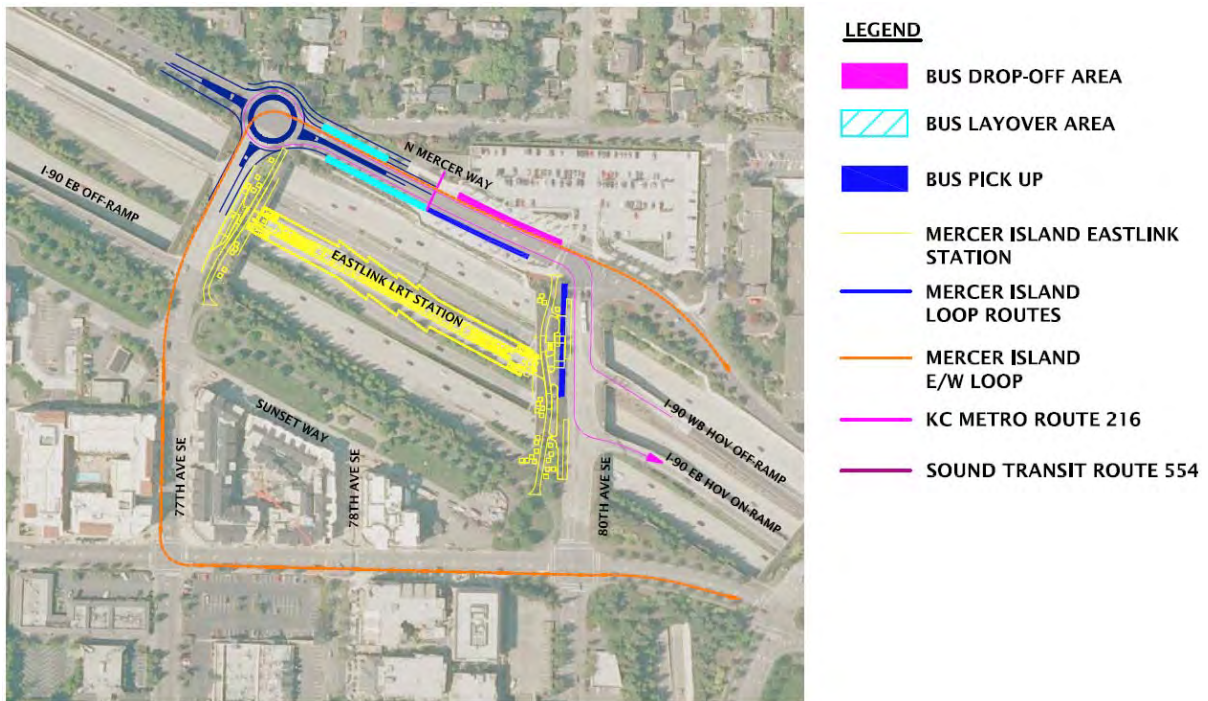 N MERCER WAY
I-90 EB OFF-RAMP
EASTLINK LRT STATION
SUNSET WAY
77TH AVE SE
78TH AVE SE
80TH AVE SE
I-90 WB HOV OFF-RAMP
I-90 EB HOV ON-RAMP
LEGEND
BUS DROP-OFF AREA
BUS LAYOVER AREA
BUS PICK UP
MERCER ISLAND EASTLINK
STATION
MERCER ISLAND
LOOP ROUTES
MERCER ISLAND
E/W LOOP
KC METRO ROUTE 216
SOUND TRANSIT ROUTE 554